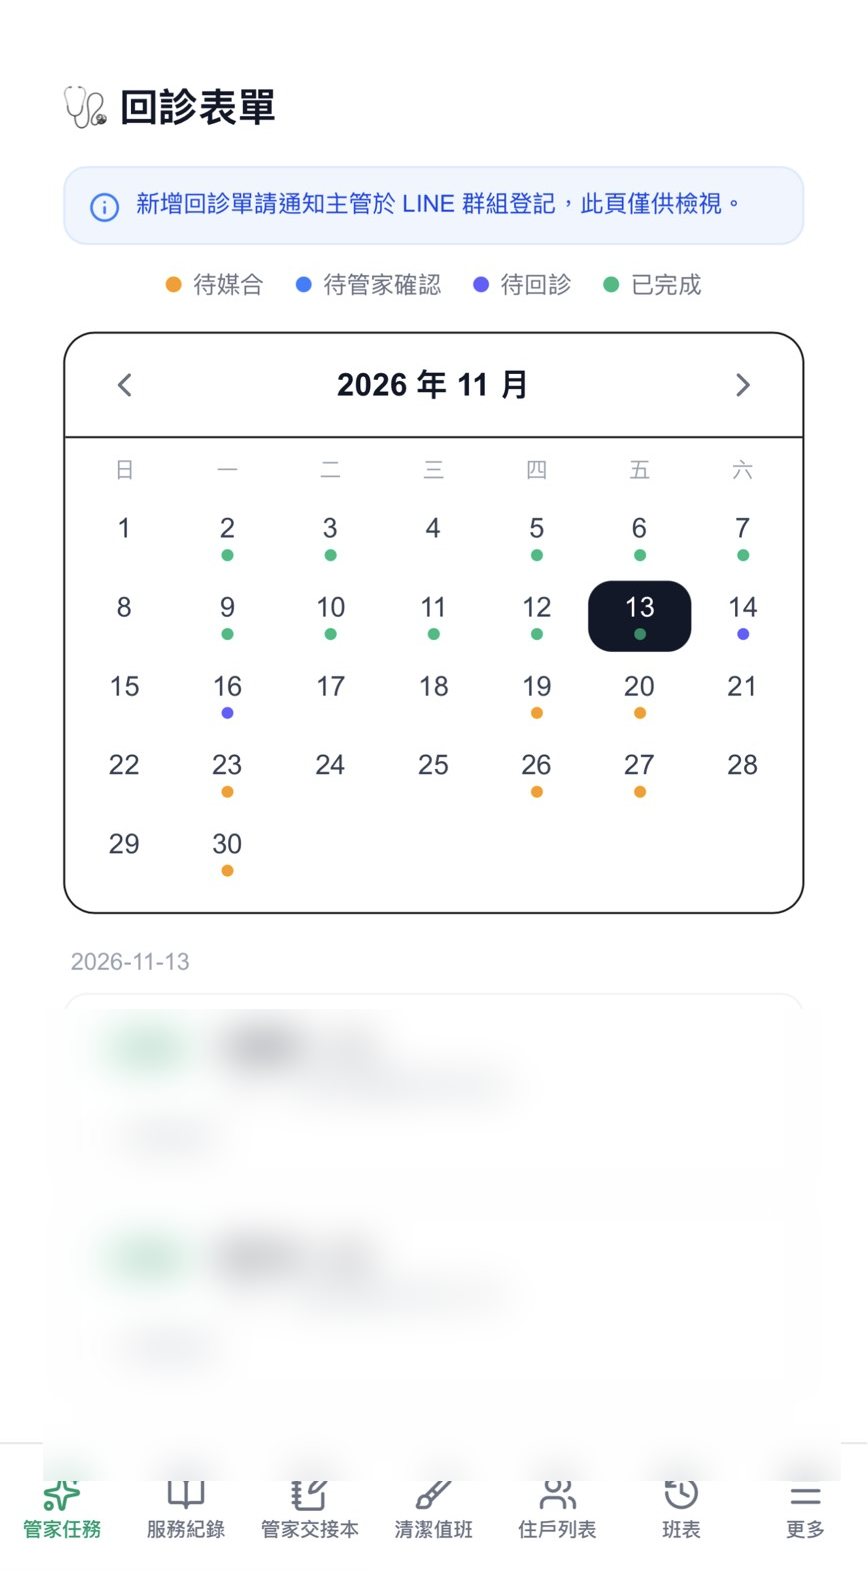 回診表單
新增回診單請通知主管於 LINE 群組登記，此頁僅供檢視。
待媒合 待管家確認 待回診 已完成
2026 年 11 月
日 一 二 三 四 五 六
1 2 3 4 5 6 7
8 9 10 11 12 13 14
15 16 17 18 19 20 21
22 23 24 25 26 27 28
29 30
2026-11-13
管家任務 服務紀錄 管家交接本 清潔值班 住戶列表 班表 更多